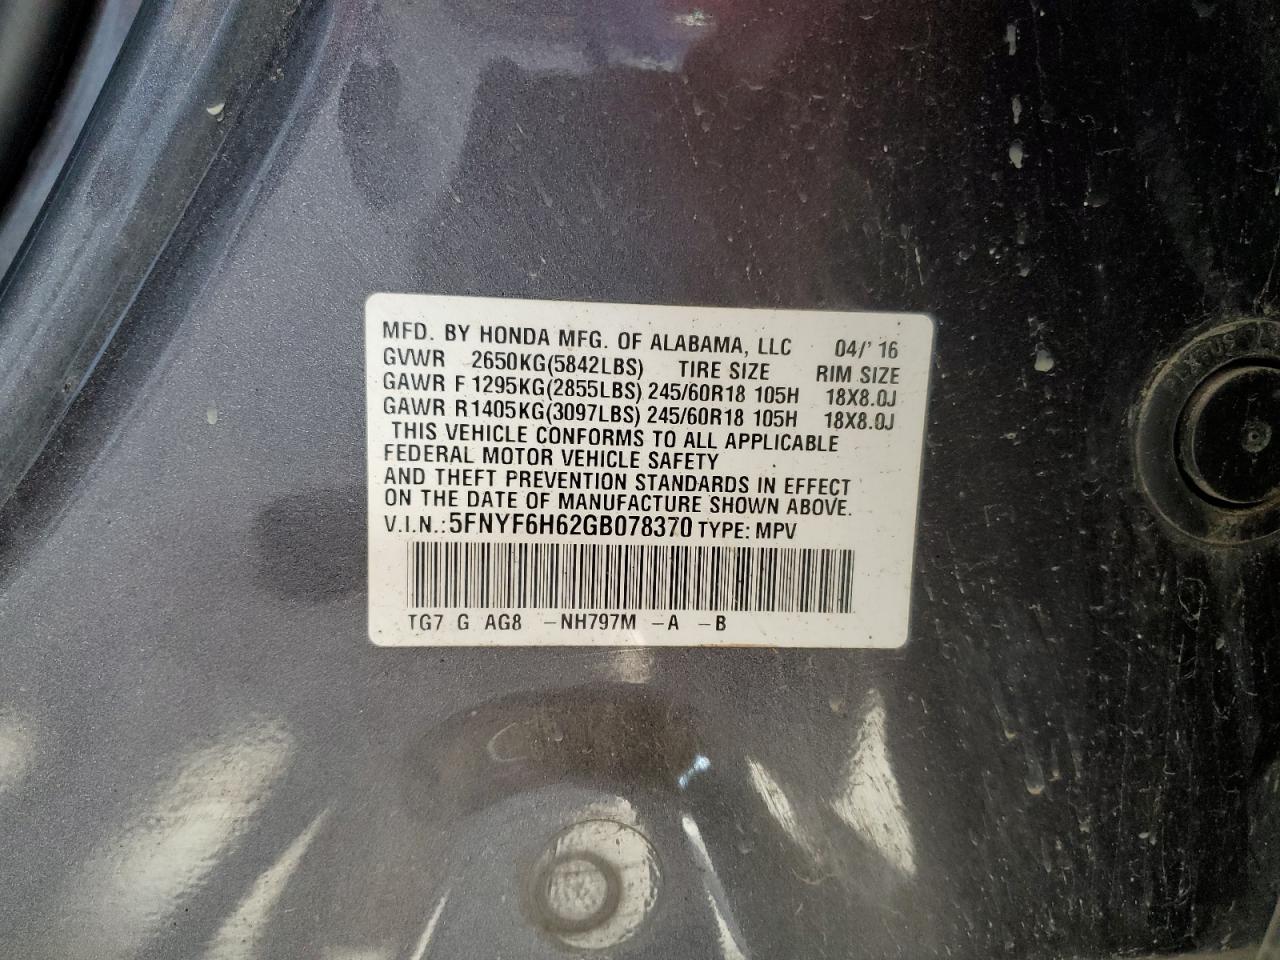 MFD. BY HONDA MFG. OF ALABAMA, LLC 04/'16
GVWR 2650KG(5842LBS) TIRE SIZE RIM SIZE
GAWR F 1295KG(2855LBS) 245/60R18 105H 18X8.0J
GAWR R 1405KG(3097LBS) 245/60R18 105H 18X8.0J
THIS VEHICLE CONFORMS TO ALL APPLICABLE
FEDERAL MOTOR VEHICLE SAFETY
AND THEFT PREVENTION STANDARDS IN EFFECT
ON THE DATE OF MANUFACTURE SHOWN ABOVE.
V.I.N.: 5FNYF6H62GB078370 TYPE: MPV
TG7 G AG8 -NH797M -A -B